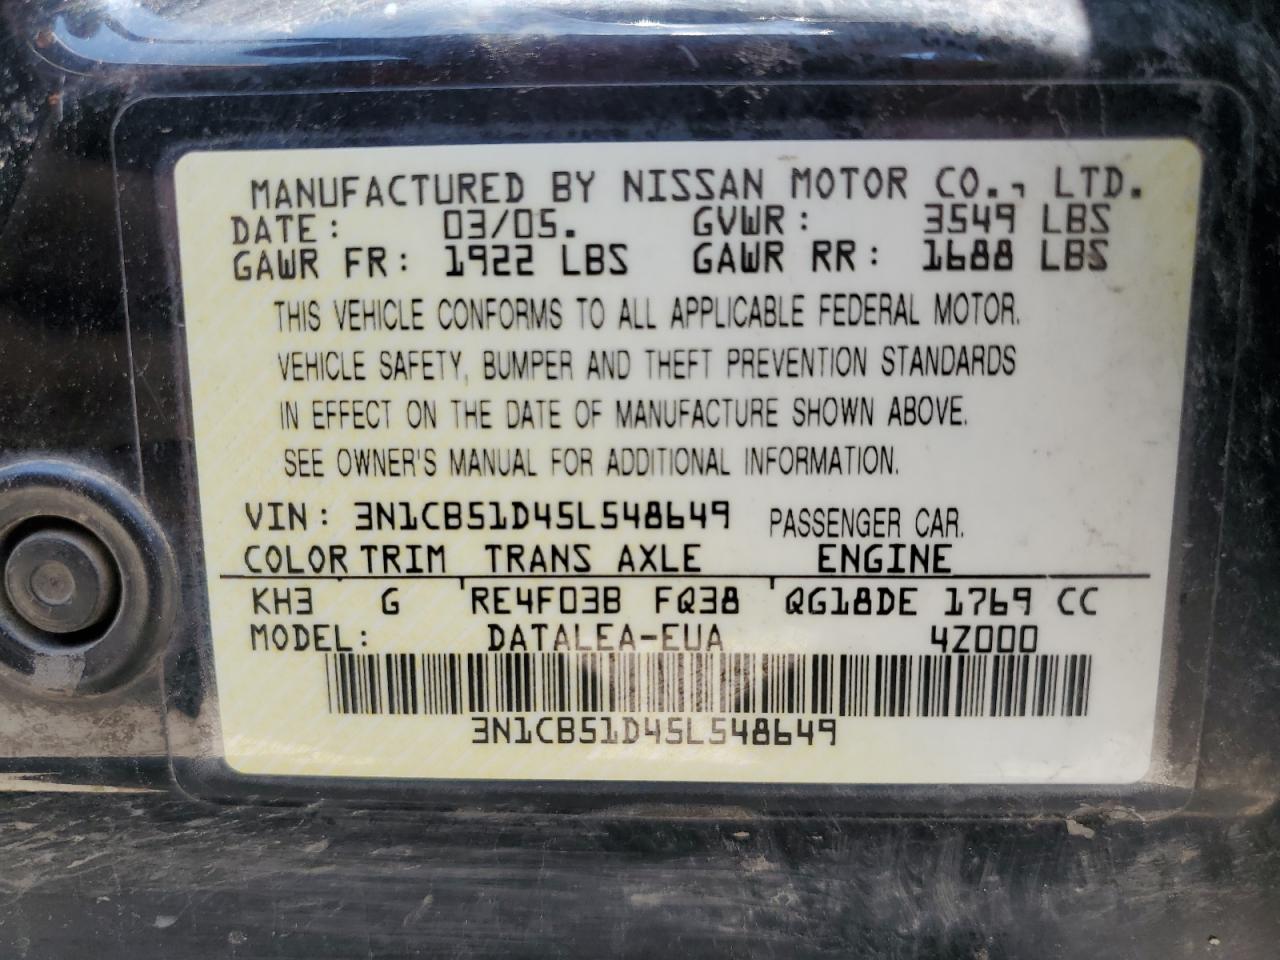 MANUFACTURED BY NISSAN MOTOR CO., LTD.
DATE: 03/05. GVWR: 3549 LBS
GAWR FR: 1922 LBS GAWR RR: 1688 LBS
THIS VEHICLE CONFORMS TO ALL APPLICABLE FEDERAL MOTOR.
VEHICLE SAFETY, BUMPER AND THEFT PREVENTION STANDARDS
IN EFFECT ON THE DATE OF MANUFACTURE SHOWN ABOVE.
SEE OWNER'S MANUAL FOR ADDITIONAL INFORMATION.
VIN: 3N1CB51D45L548649 PASSENGER CAR.
COLOR TRIM TRANS AXLE ENGINE
KH3 G RE4F03B FQ38 QG18DE 1769 CC
MODEL: DATALEA-EUA 4Z000
3N1CB51D45L548649